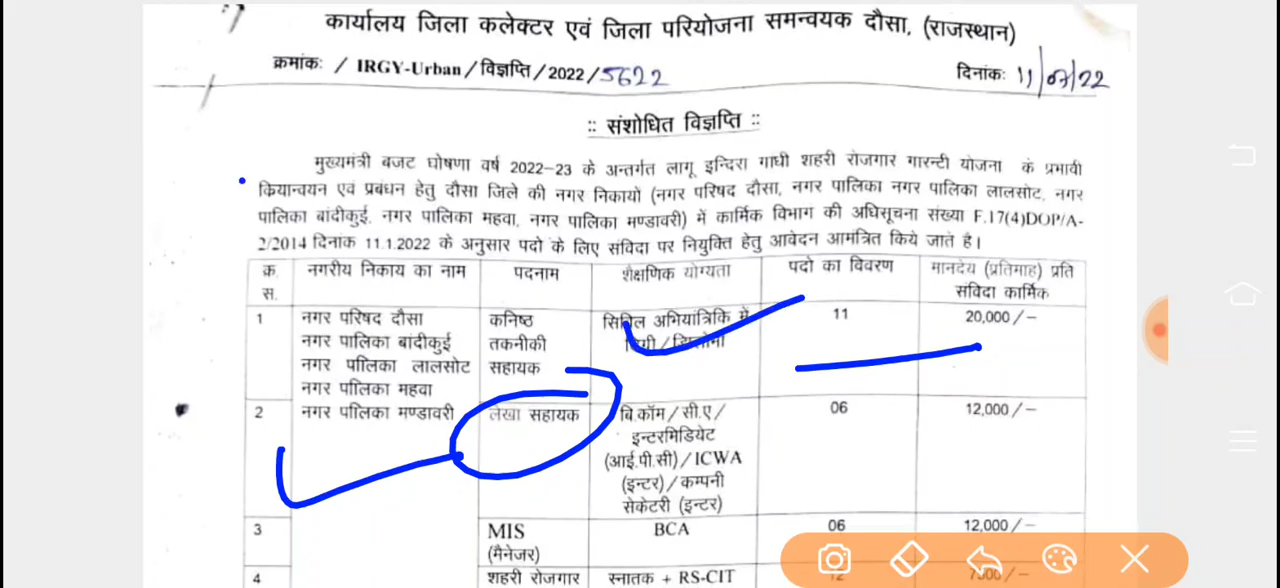 कार्यालय जिला कलेक्टर एवं जिला परियोजना समन्वयक दौसा, (राजस्थान)
क्रमांकः / IRGY-Urban / विज्ञप्ति / 2022 / 5622 दिनांकः 11/07/22
:: संशोधित विज्ञप्ति ::
मुख्यमंत्री बजट घोषणा वर्ष 2022-23 के अन्तर्गत लागू इन्दिरा गांधी शहरी रोजगार गारन्टी योजना के प्रभावी
क्रियान्वयन एवं प्रबंधन हेतु दौसा जिले की नगर निकायों (नगर परिषद दौसा, नगर पालिका नगर पालिका लालसोट, नगर
पालिका बांदीकुई, नगर पालिका महवा, नगर पालिका मण्डावरी) में कार्मिक विभाग की अधिसूचना संख्या F.17(4)DOP/A-
2/2014 दिनांक 11.1.2022 के अनुसार पदो के लिए संविदा पर नियुक्ति हेतु आवेदन आमत्रित किये जाते है।
क्र. स. नगरीय निकाय का नाम पदनाम शैक्षणिक योग्यता पदो का विवरण मानदेय (प्रतिमाह) प्रति संविदा कार्मिक
1 नगर परिषद दौसा कनिष्ठ सिविल अभियांत्रिकि में 11 20,000/-
नगर पालिका बांदीकुई तकनीकी डिग्री / डिप्लोमा
नगर पालिका लालसोट सहायक
नगर पलिका महवा
2 नगर पालिका मण्डावरी लेखा सहायक बि.कॉम / सी.ए / 06 12,000/-
इन्टरमिडियेट
(आई.पी.सी) / ICWA
(इन्टर) / कम्पनी
सेकेटरी (इन्टर)
3 MIS BCA 06 12,000/-
(मैनेजर)
4 शहरी रोजगार स्नातक + RS-CIT